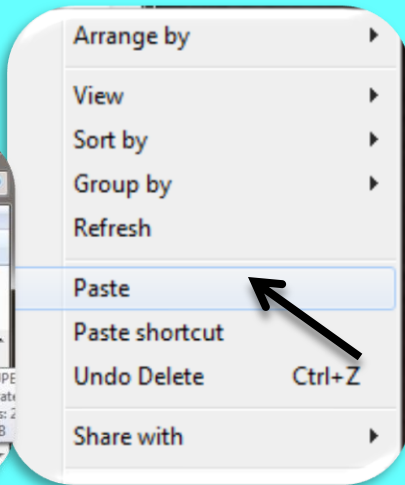 Arrange by
View
Sort by
Group by
Refresh
Paste
Paste shortcut
Undo Delete Ctrl+Z
Share with